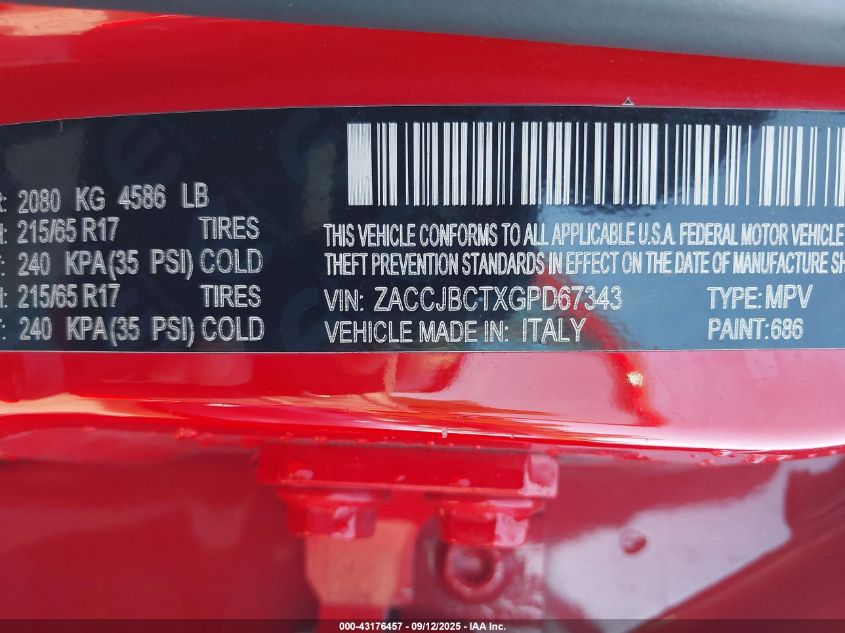 2080 KG 4586 LB
215/65 R17 TIRES
240 KPA(35 PSI) COLD
215/65 R17 TIRES
240 KPA(35 PSI) COLD
THIS VEHICLE CONFORMS TO ALL APPLICABLE U.S.A. FEDERAL MOTOR VEHICLE
THEFT PREVENTION STANDARDS IN EFFECT ON THE DATE OF MANUFACTURE SH
VIN: ZACCJBCTXGPD67343 TYPE: MPV
VEHICLE MADE IN: ITALY PAINT:686
000-43176457 - 09/12/2025 - IAA Inc.